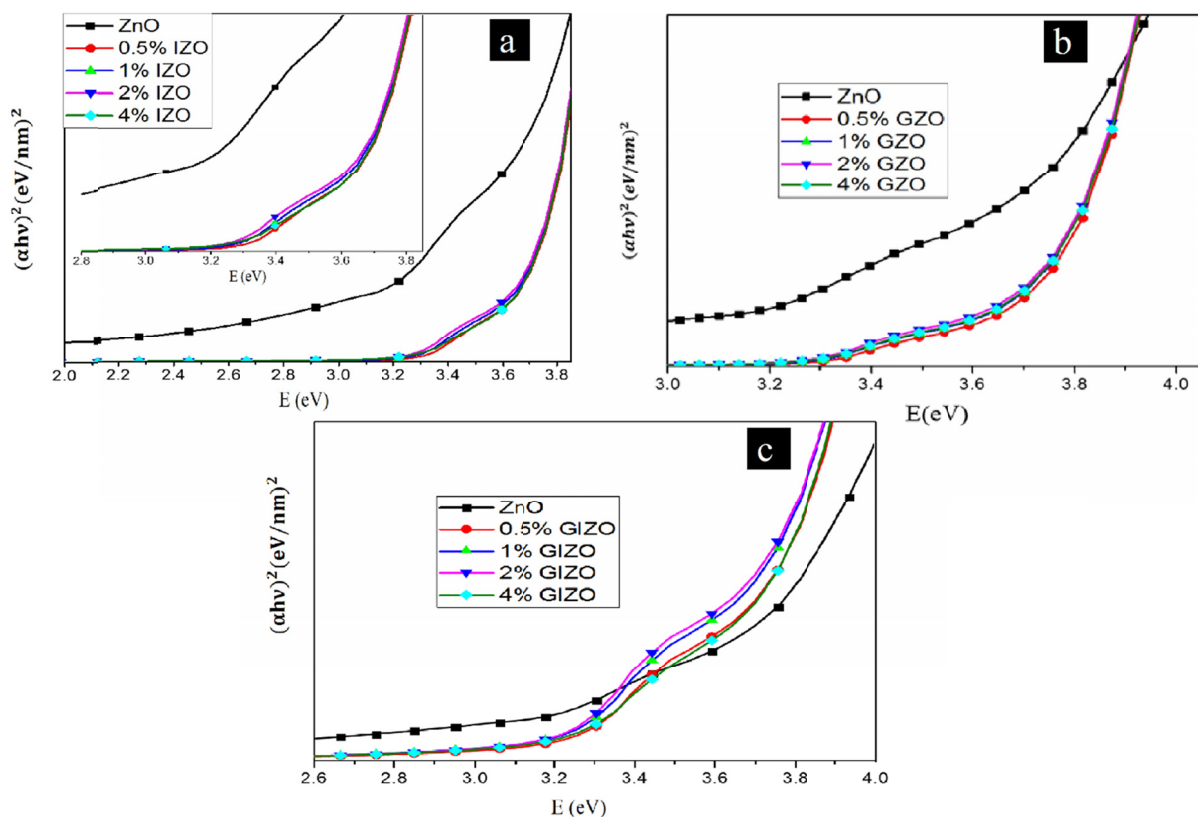 a
ZnO
0.5% IZO
1% IZO
2% IZO
4% IZO
2.8 3.0 3.2 3.4 3.6 3.8
E (eV)
(αhν)² (eV/nm)²
2.0 2.2 2.4 2.6 2.8 3.0 3.2 3.4 3.6 3.8
E (eV)
b
ZnO
0.5% GZO
1% GZO
2% GZO
4% GZO
(αhν)² (eV/nm)²
3.0 3.2 3.4 3.6 3.8 4.0
E(eV)
c
ZnO
0.5% GIZO
1% GIZO
2% GIZO
4% GIZO
(αhν)² (eV/nm)²
2.6 3.0 3.2 3.4 3.6 3.8 4.0
E (eV)